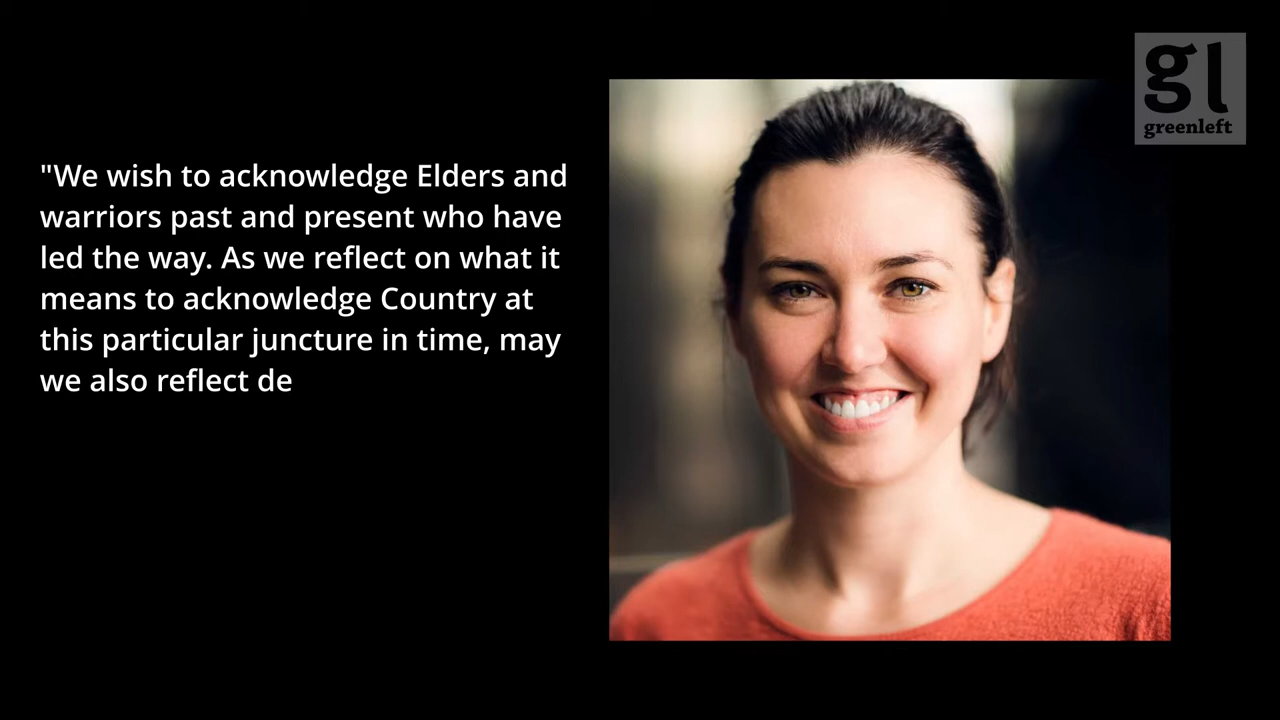 "We wish to acknowledge Elders and
warriors past and present who have
led the way. As we reflect on what it
means to acknowledge Country at
this particular juncture in time, may
we also reflect de
gl
greenleft